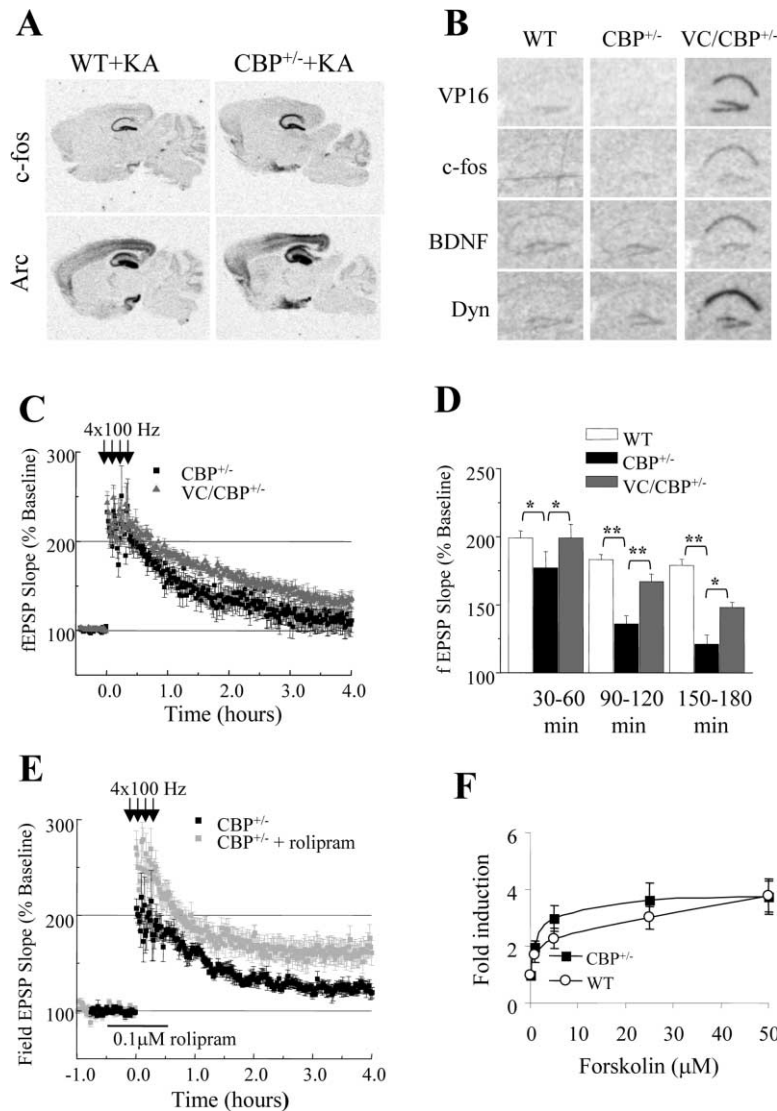 A
WT+KA
CBP+/-+KA
c-fos
Arc
B
WT
CBP+/-
VC/CBP+/-
VP16
c-fos
BDNF
Dyn
C
4x100 Hz
CBP+/-
VC/CBP+/-
fEPSP Slope (% Baseline)
300
200
100
0.0
1.0
2.0
3.0
4.0
Time (hours)
D
WT
CBP+/-
VC/CBP+/-
f EPSP Slope (% Baseline)
250
200
150
100
*
*
**
**
**
*
30-60
min
90-120
min
150-180
min
E
4x100 Hz
CBP+/-
CBP+/- + rolipram
Field EPSP Slope (% Baseline)
300
200
100
0.1μM rolipram
-1.0
0.0
1.0
2.0
3.0
4.0
Time (hours)
F
Fold induction
6
4
2
0
CBP+/-
WT
0
10
20
30
40
50
Forskolin (μM)